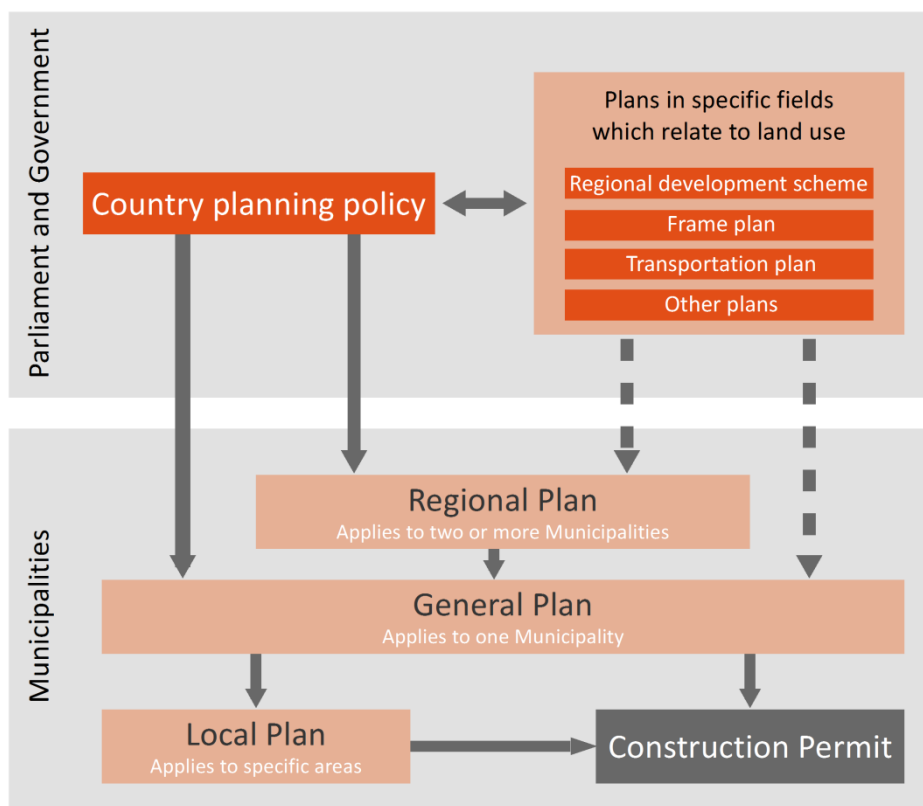 Parliament and Government
Plans in specific fields
which relate to land use
Country planning policy
Regional development scheme
Frame plan
Transportation plan
Other plans
Municipalities
Regional Plan
Applies to two or more Municipalities
General Plan
Applies to one Municipality
Local Plan
Applies to specific areas
Construction Permit